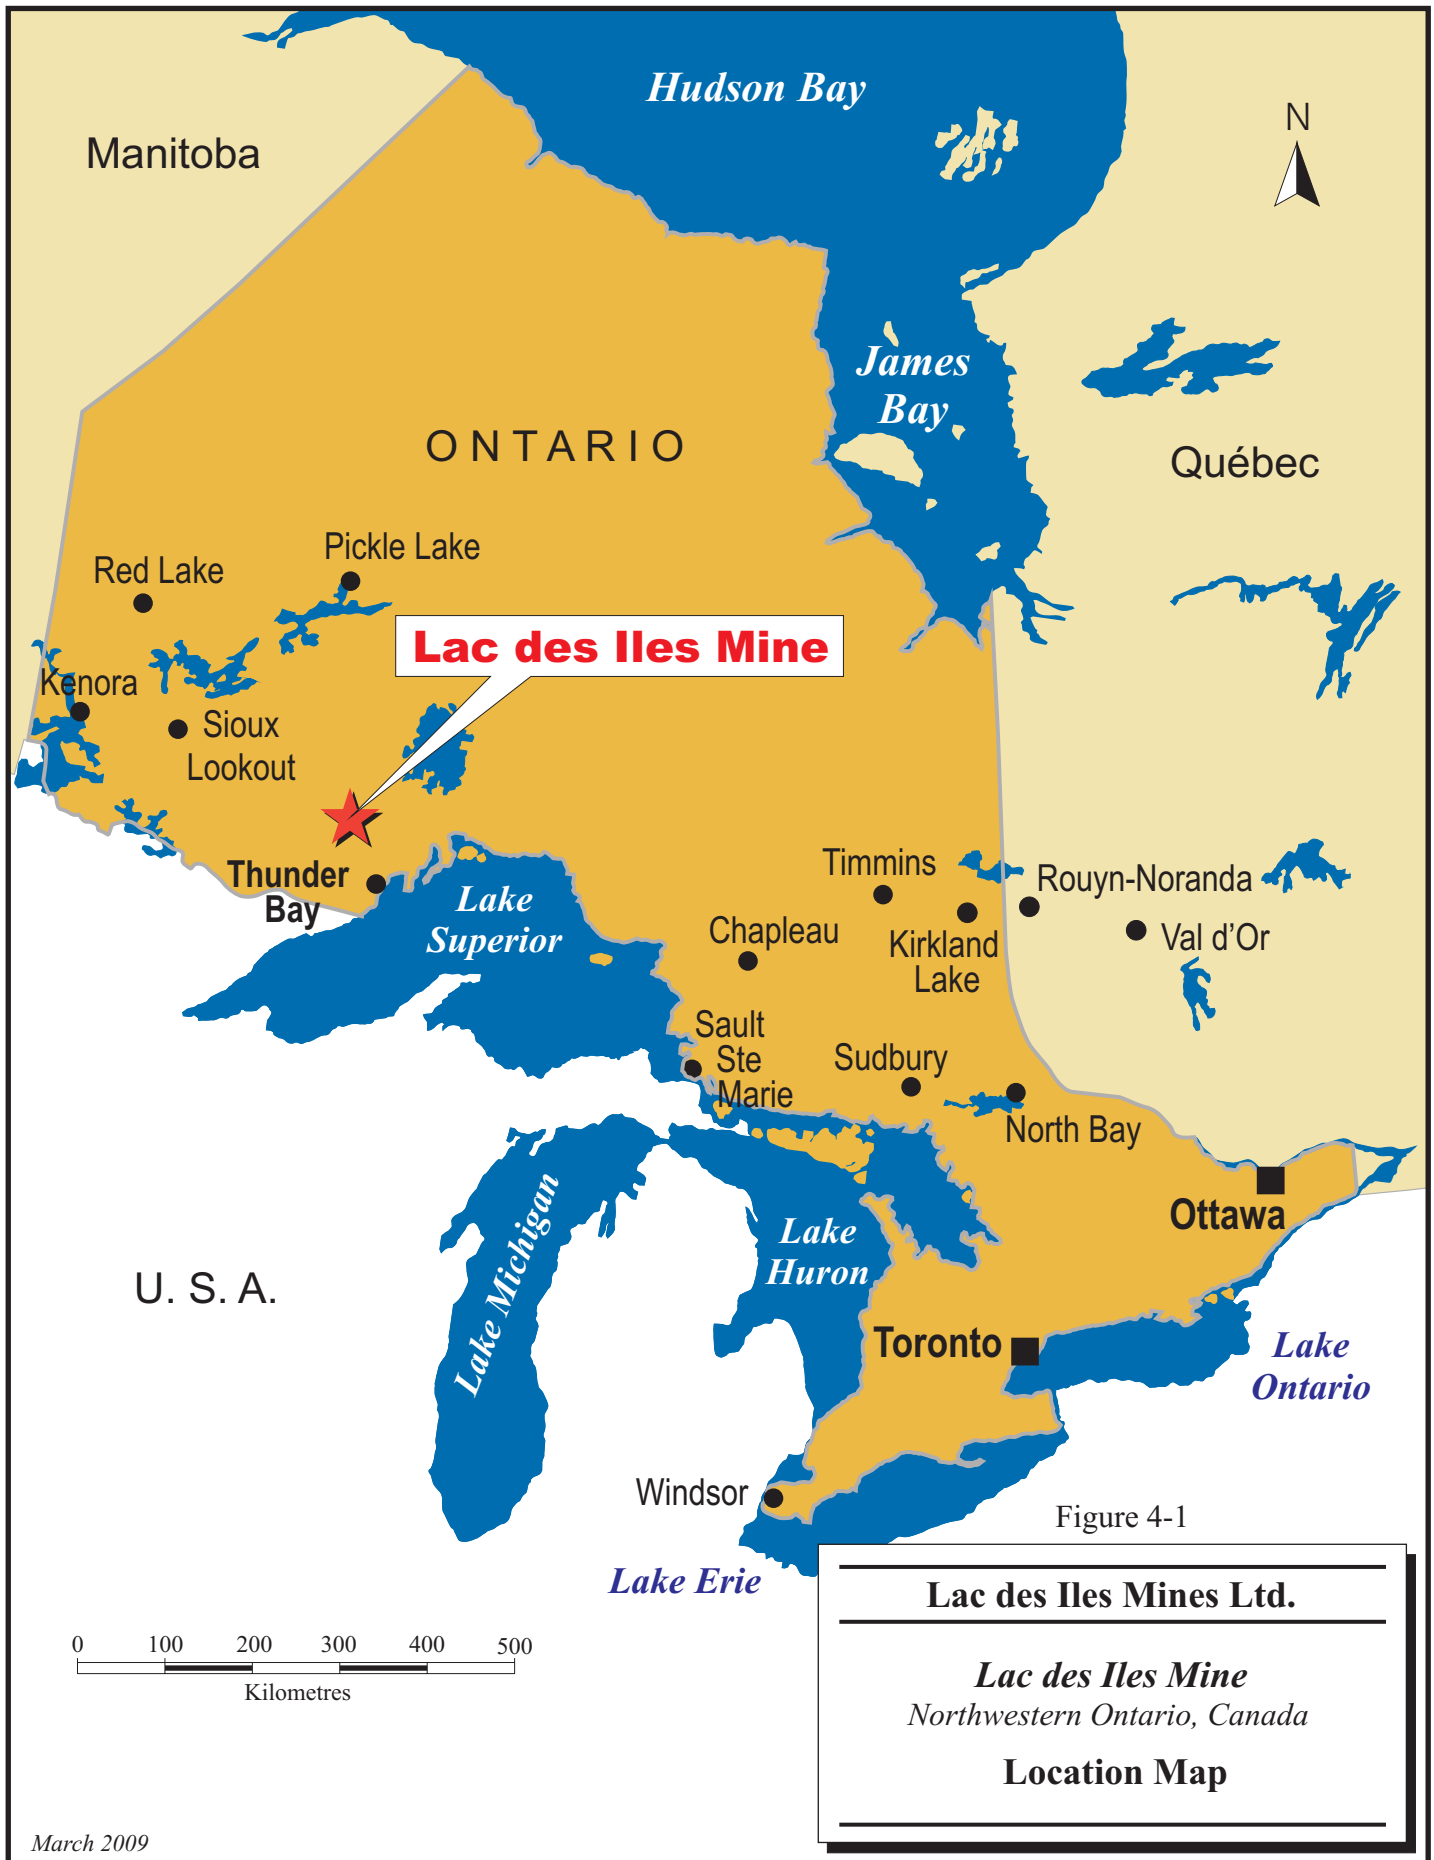 Hudson Bay
N
Manitoba
James
Bay
ONTARIO
Québec
Pickle Lake
Red Lake
Lac des Iles Mine
Kenora
Sioux
Lookout
Timmins
Thunder
Bay
Rouyn-Noranda
Lake
Superior
Chapleau
Kirkland
Lake
Val d'Or
Sault
Ste
Marie
Sudbury
North Bay
Ottawa
Lake Michigan
Lake
Huron
U. S. A.
Toronto
Lake
Ontario
Windsor
Figure 4-1
Lake Erie
Lac des Iles Mines Ltd.
0 100 200 300 400 500
Kilometres
Lac des Iles Mine
Northwestern Ontario, Canada
Location Map
March 2009